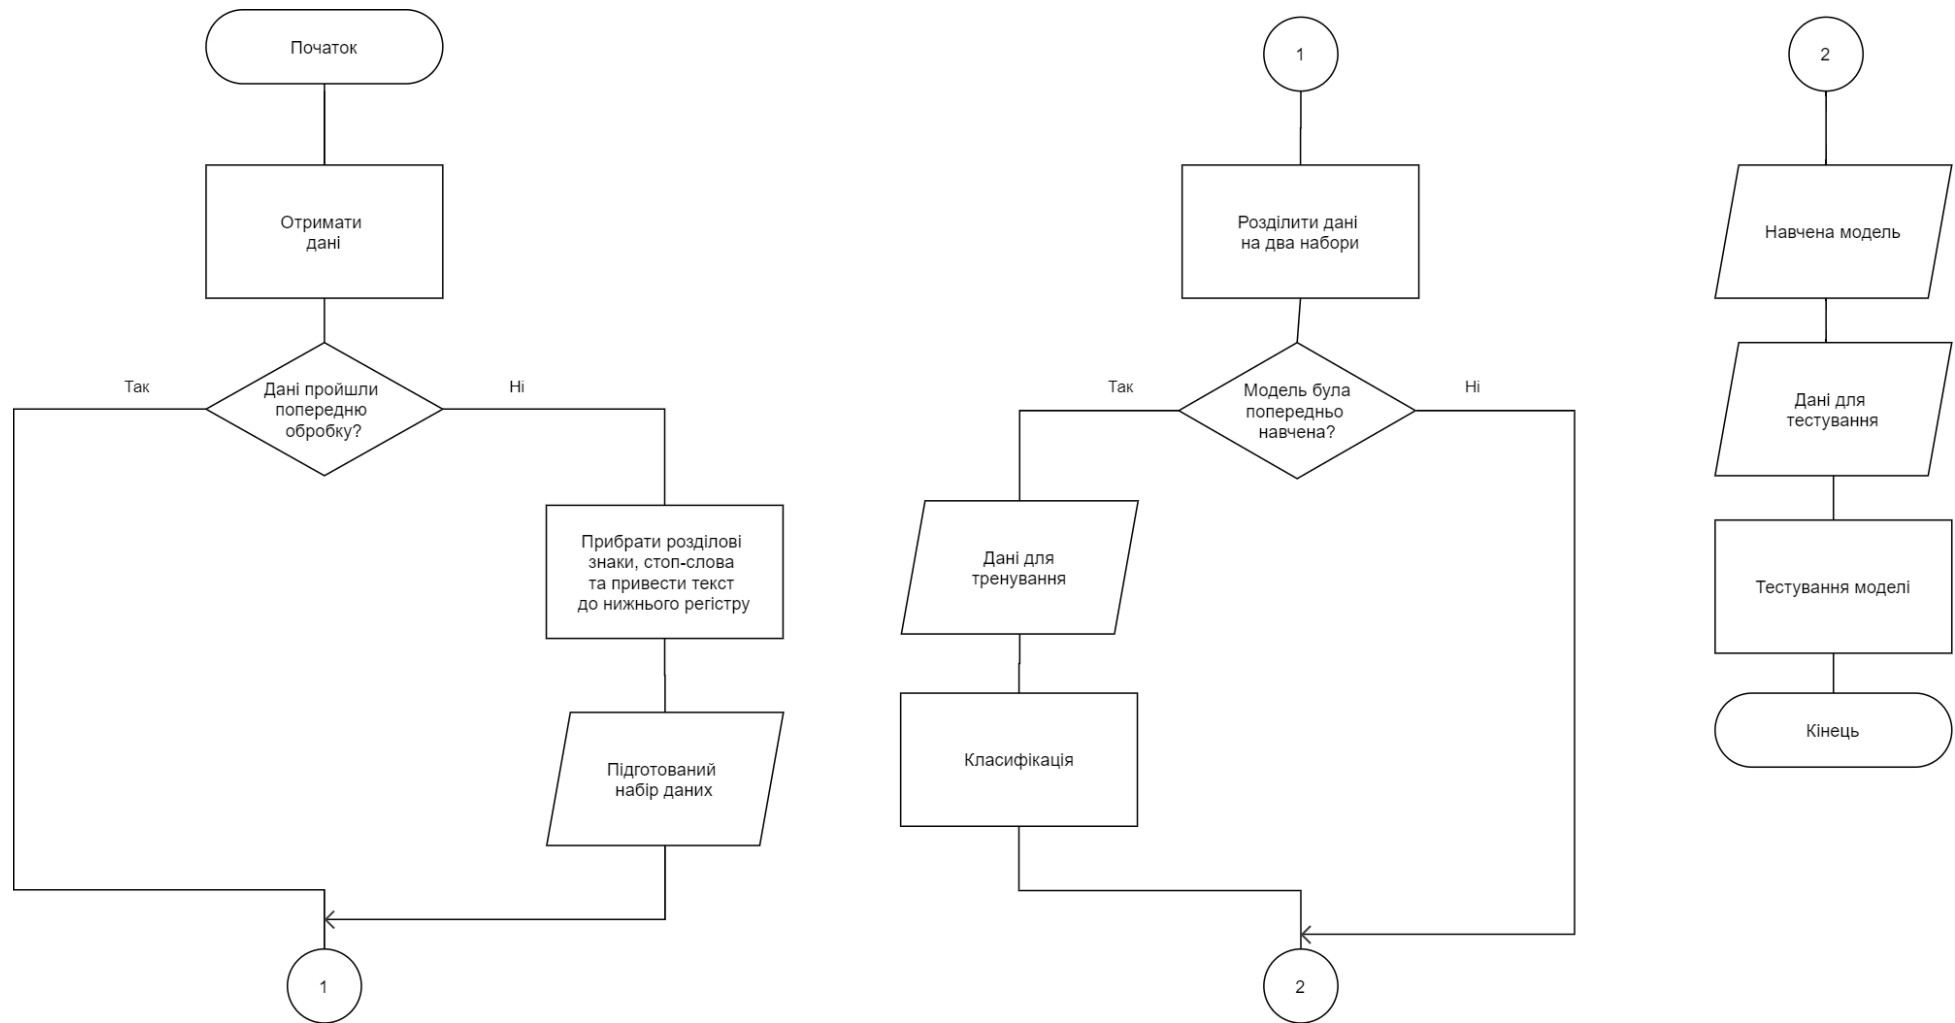 Початок
Отримати
дані
Дані пройшли
попередню
обробку?
Так
Ні
Прибрати розділові
знаки, стоп-слова
та привести текст
до нижнього регістру
Підготований
набір даних
1
1
Розділити дані
на два набори
Модель була
попередньо
навчена?
Так
Ні
Дані для
тренування
Класифікація
2
2
Навчена модель
Дані для
тестування
Тестування моделі
Кінець